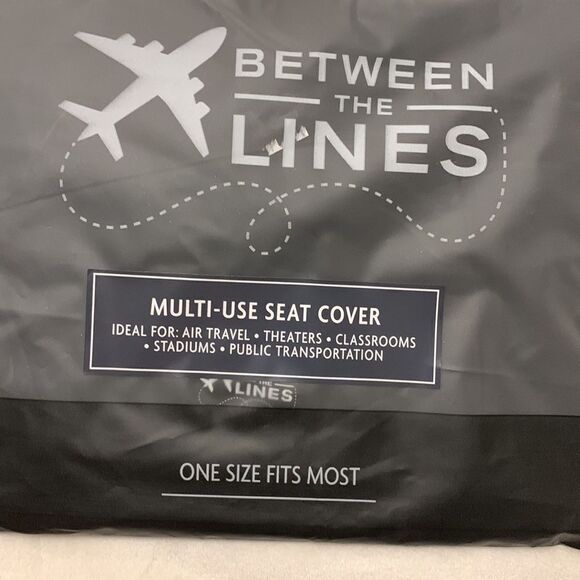 BETWEEN
THE
LINES
MULTI-USE SEAT COVER
IDEAL FOR: AIR TRAVEL • THEATERS • CLASSROOMS
• STADIUMS • PUBLIC TRANSPORTATION
THE
LINES
ONE SIZE FITS MOST